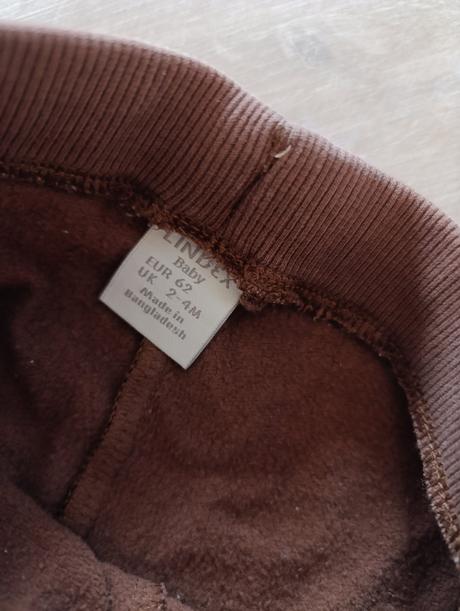 LINDEX
Baby
EUR 62
UK 2-4M
Made in
Bangladesh